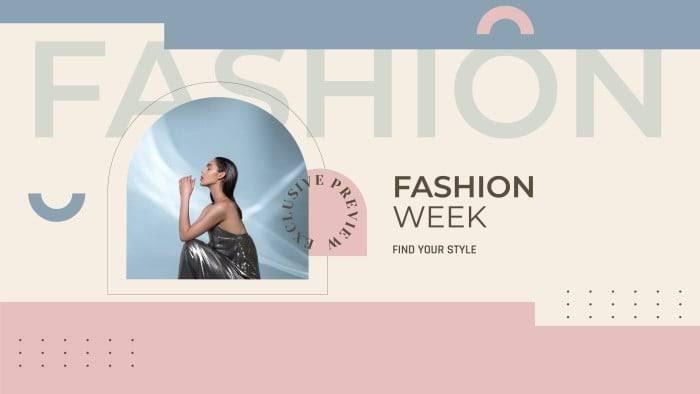 FASHION
EXCLUSIVE PREVIEW
FASHION
WEEK
FIND YOUR STYLE